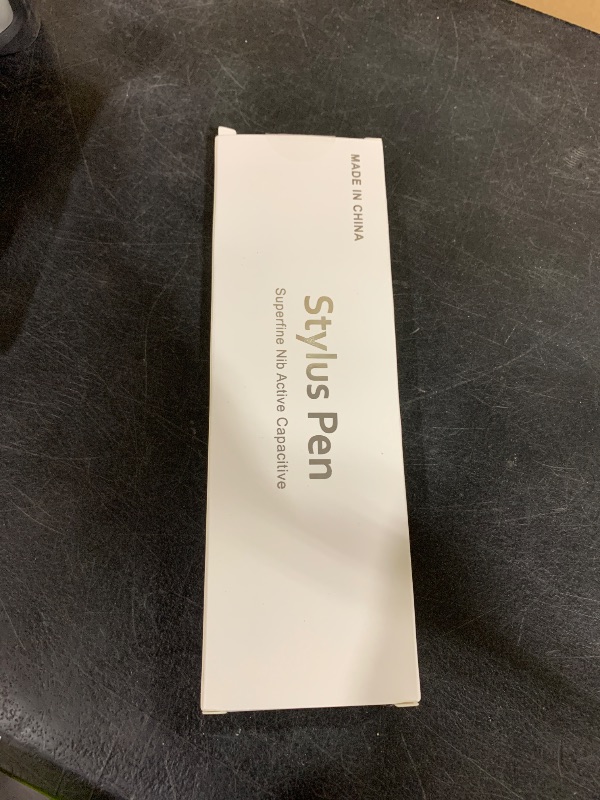 MADE IN CHINA
Stylus Pen
Superfine Nib Active Capacitive